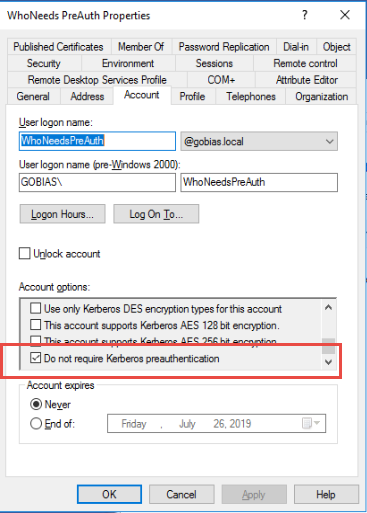 WhoNeeds PreAuth Properties ? ×
Published Certificates Member Of Password Replication Dial-in Object
Security Environment Sessions Remote control
Remote Desktop Services Profile COM+ Attribute Editor
General Address Account Profile Telephones Organization
User logon name:
WhoNeedsPreAuth @gobias.local
User logon name (pre-Windows 2000):
GOBIAS\ WhoNeedsPreAuth
Logon Hours... Log On To...
Unlock account
Account options:
Use only Kerberos DES encryption types for this account
This account supports Kerberos AES 128 bit encryption.
This account supports Kerberos AES 256 bit encryption.
Do not require Kerberos preauthentication
Account expires
Never
End of: Friday , July 26, 2019
OK Cancel Apply Help